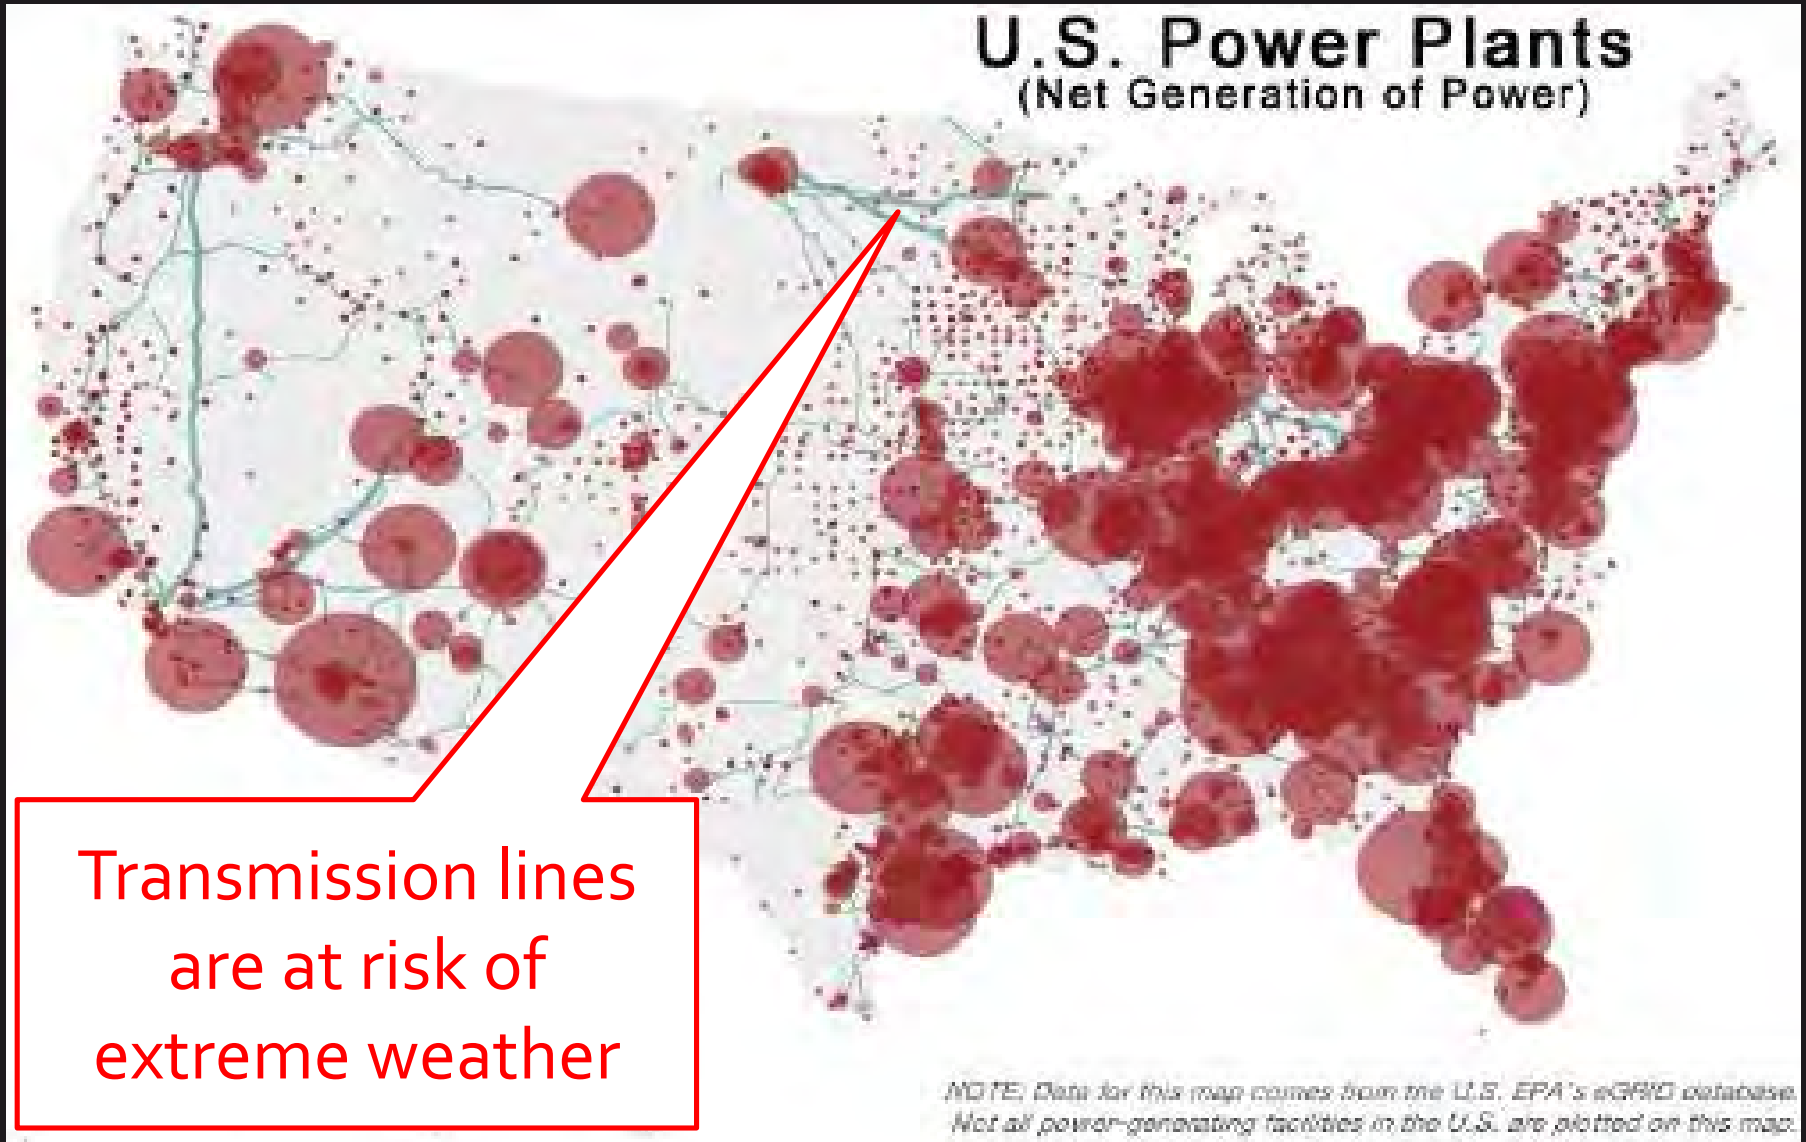 U.S. Power Plants
(Net Generation of Power)
Transmission lines
are at risk of
extreme weather
NOTE: Data for this map comes from the U.S. EPA's eGRID database.
Not all power-generating facilities in the U.S. are plotted on this map.